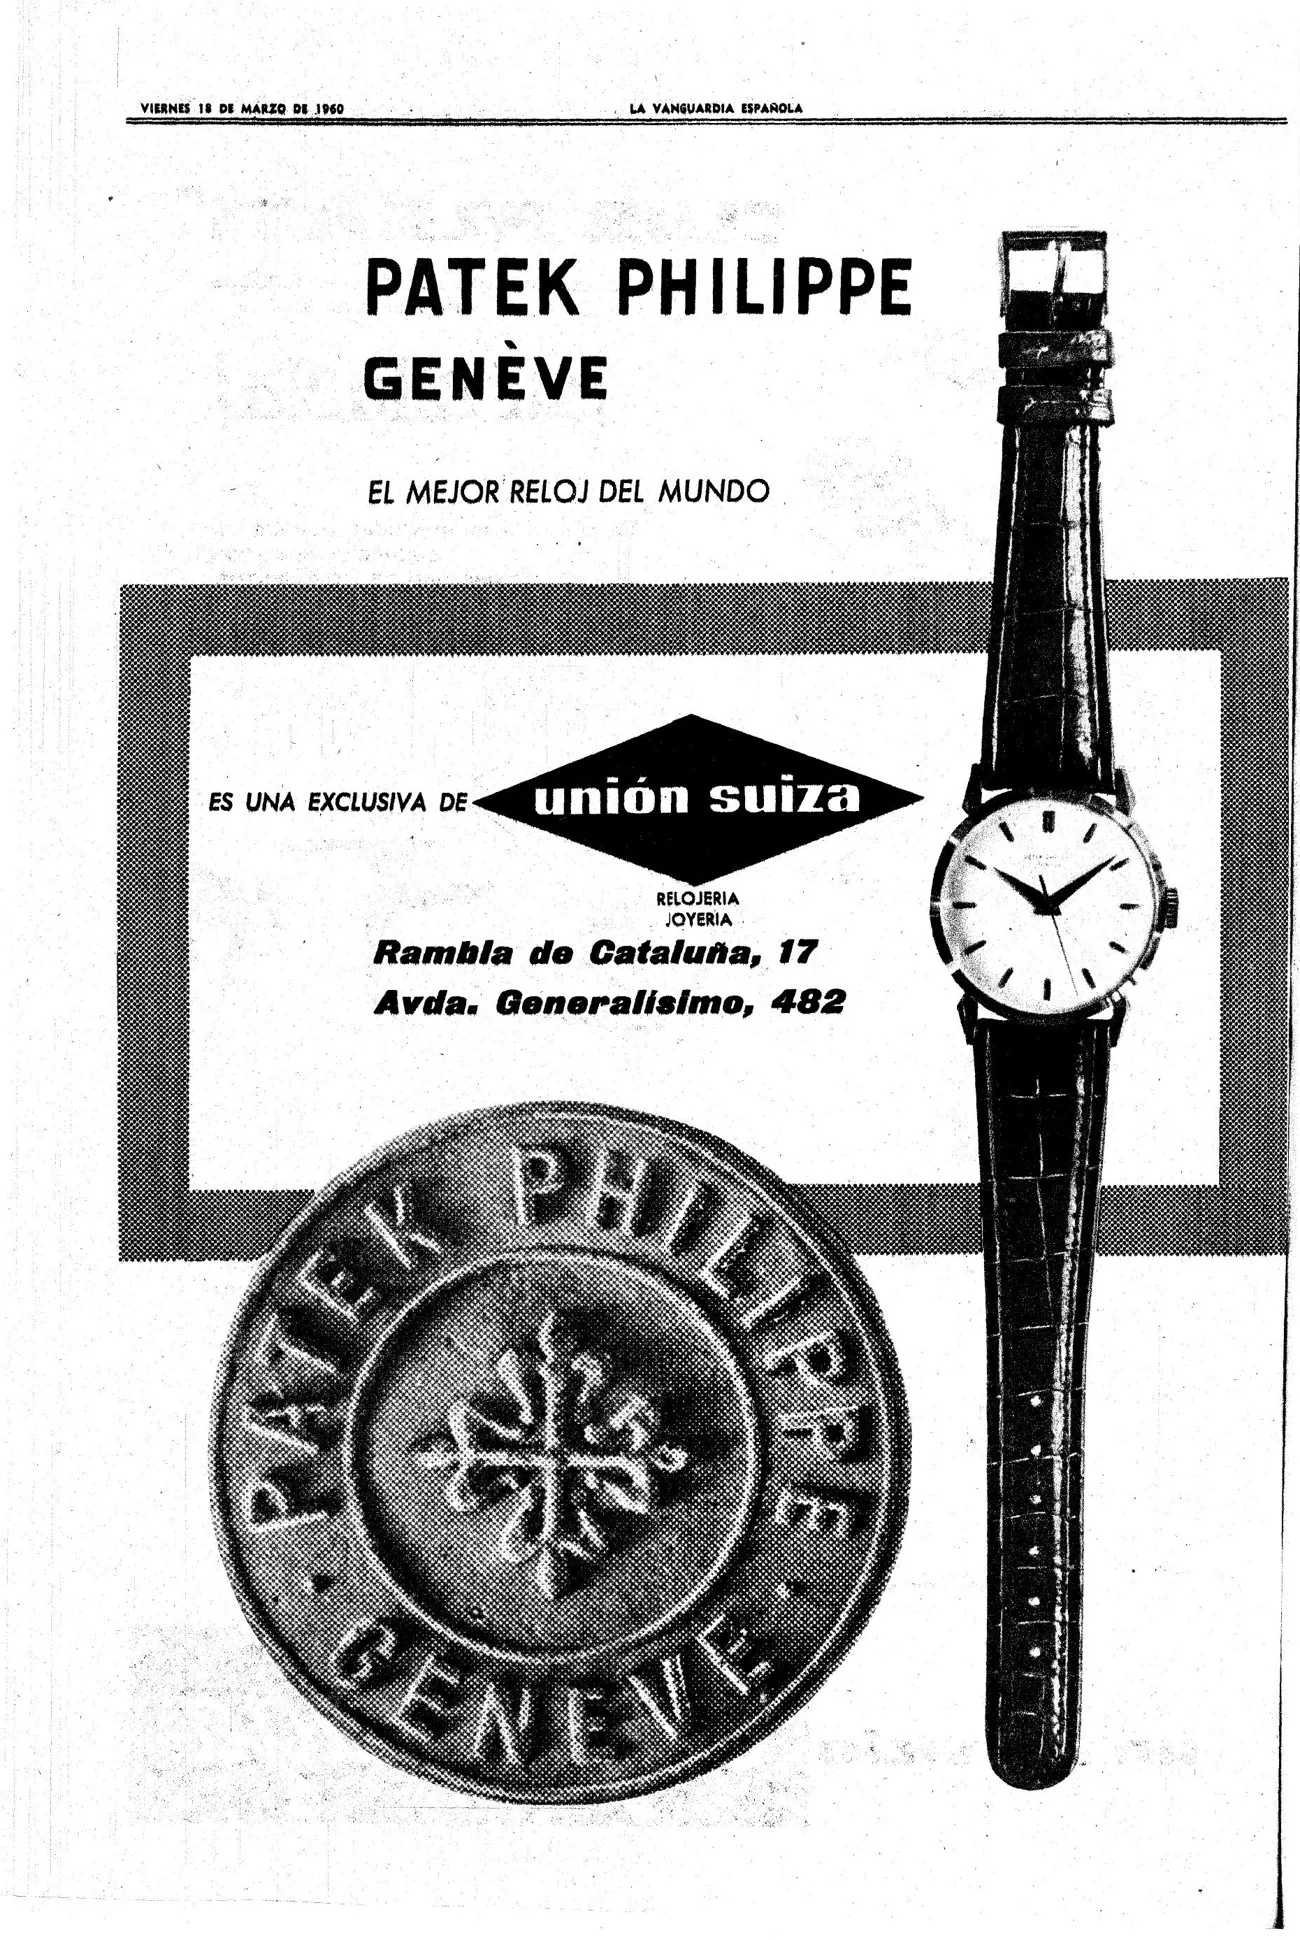 VIERNES 18 DE MARZO DE 1960
LA VANGUARDIA ESPAÑOLA
PATEK PHILIPPE
GENÈVE
EL MEJOR RELOJ DEL MUNDO
ES UNA EXCLUSIVA DE
unión suiza
RELOJERIA
JOYERIA
Rambla de Cataluña, 17
Avda. Generalísimo, 482
PATEK PHILIPPE
GENEVE